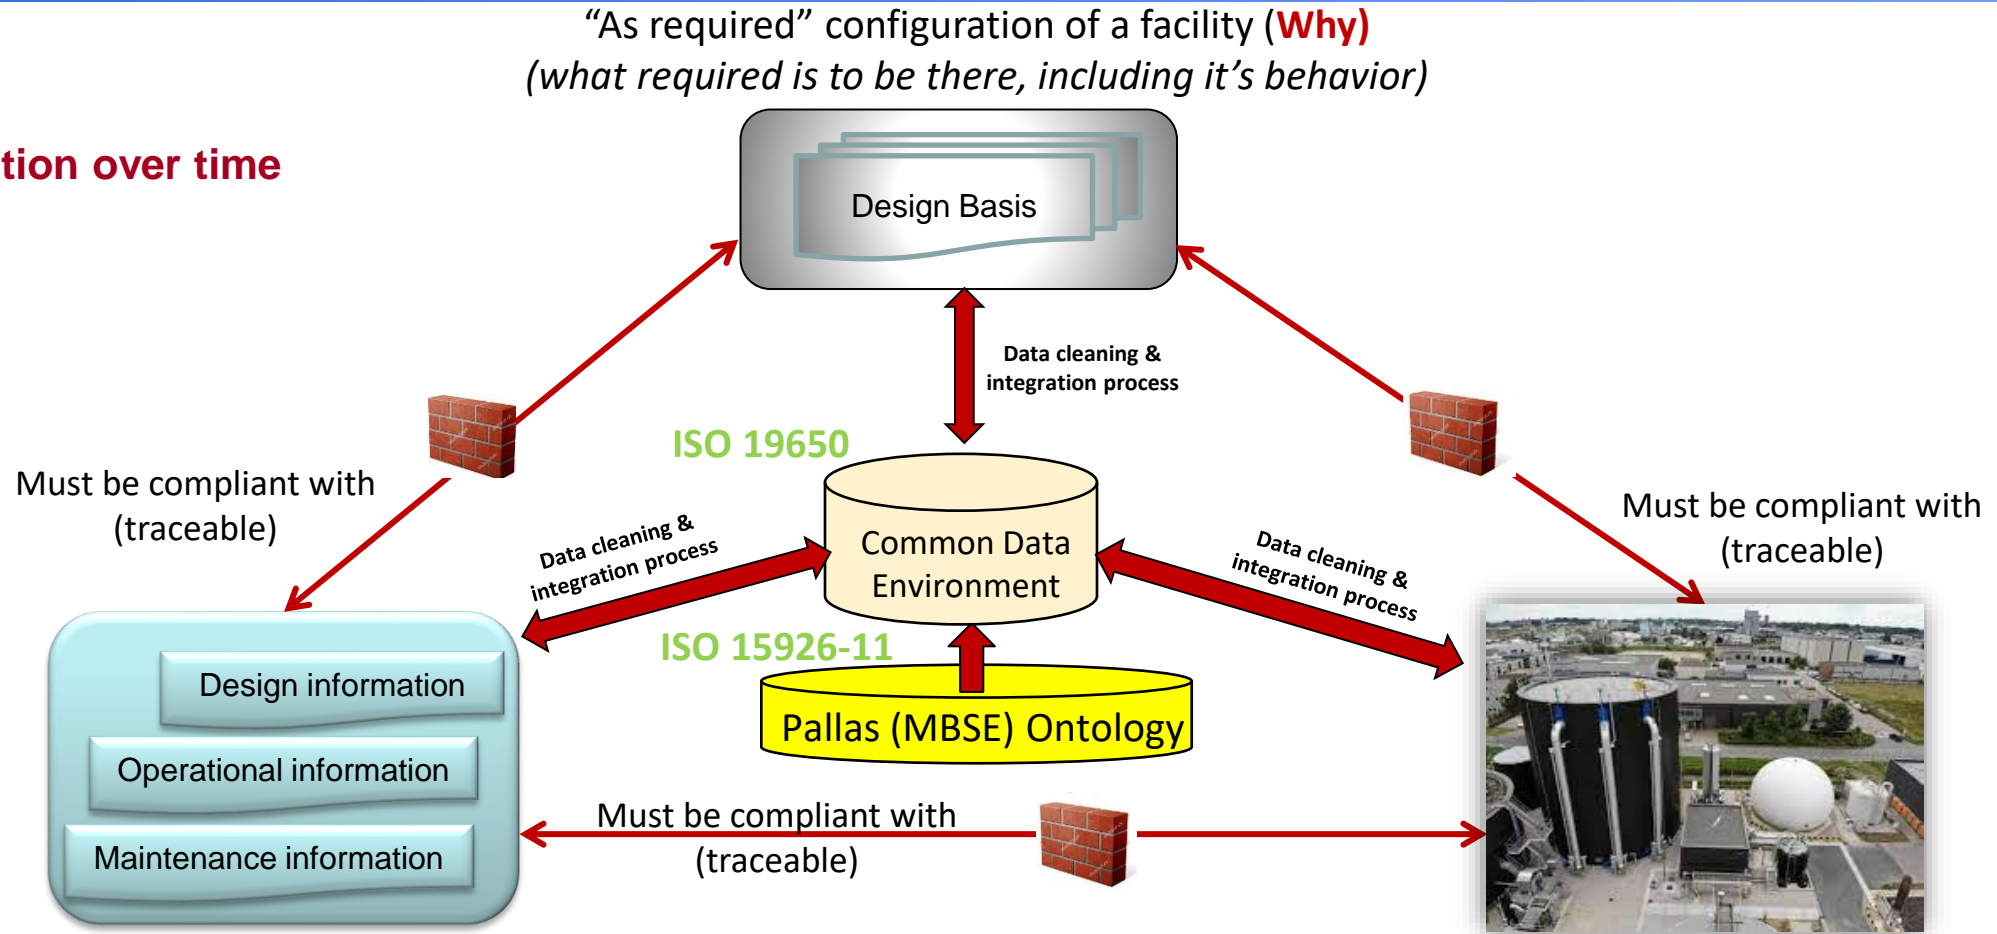 “As required” configuration of a facility (Why)
(what required is to be there, including it’s behavior)
tion over time
Design Basis
Data cleaning &
integration process
ISO 19650
Must be compliant with
(traceable)
Must be compliant with
(traceable)
Data cleaning &
integration process
Common Data
Environment
Data cleaning &
integration process
ISO 15926-11
Design information
Pallas (MBSE) Ontology
Operational information
Must be compliant with
(traceable)
Maintenance information